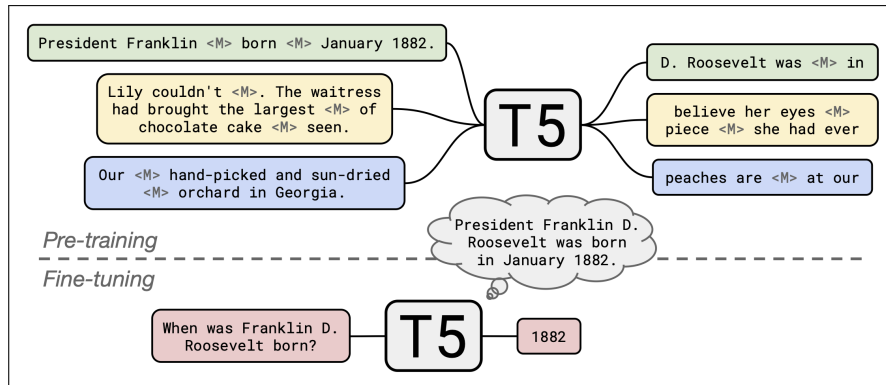 President Franklin <M> born <M> January 1882.
Lily couldn't <M>. The waitress
had brought the largest <M> of
chocolate cake <M> seen.
Our <M> hand-picked and sun-dried
<M> orchard in Georgia.
T5
D. Roosevelt was <M> in
believe her eyes <M>
piece <M> she had ever
peaches are <M> at our
Pre-training
President Franklin D.
Roosevelt was born
in January 1882.
Fine-tuning
When was Franklin D.
Roosevelt born?
T5
1882